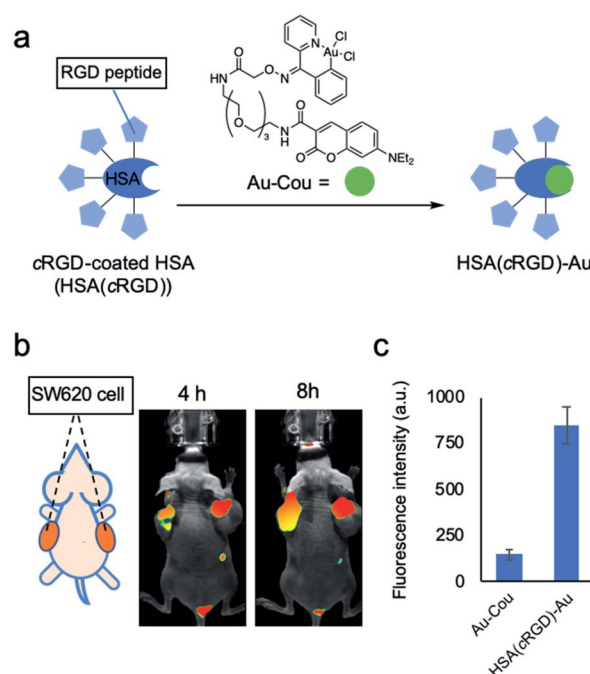 a
RGD peptide
HSA
cRGD-coated HSA
(HSA(cRGD))
N
Au
Cl
Cl
O
HN
O
N
O
3
NH
O
O
O
NEt2
Au-Cou =
HSA(cRGD)-Au
b
SW620 cell
4 h
8h
c
Fluorescence intensity (a.u.)
1000
750
500
250
0
Au-Cou
HSA(cRGD)-Au